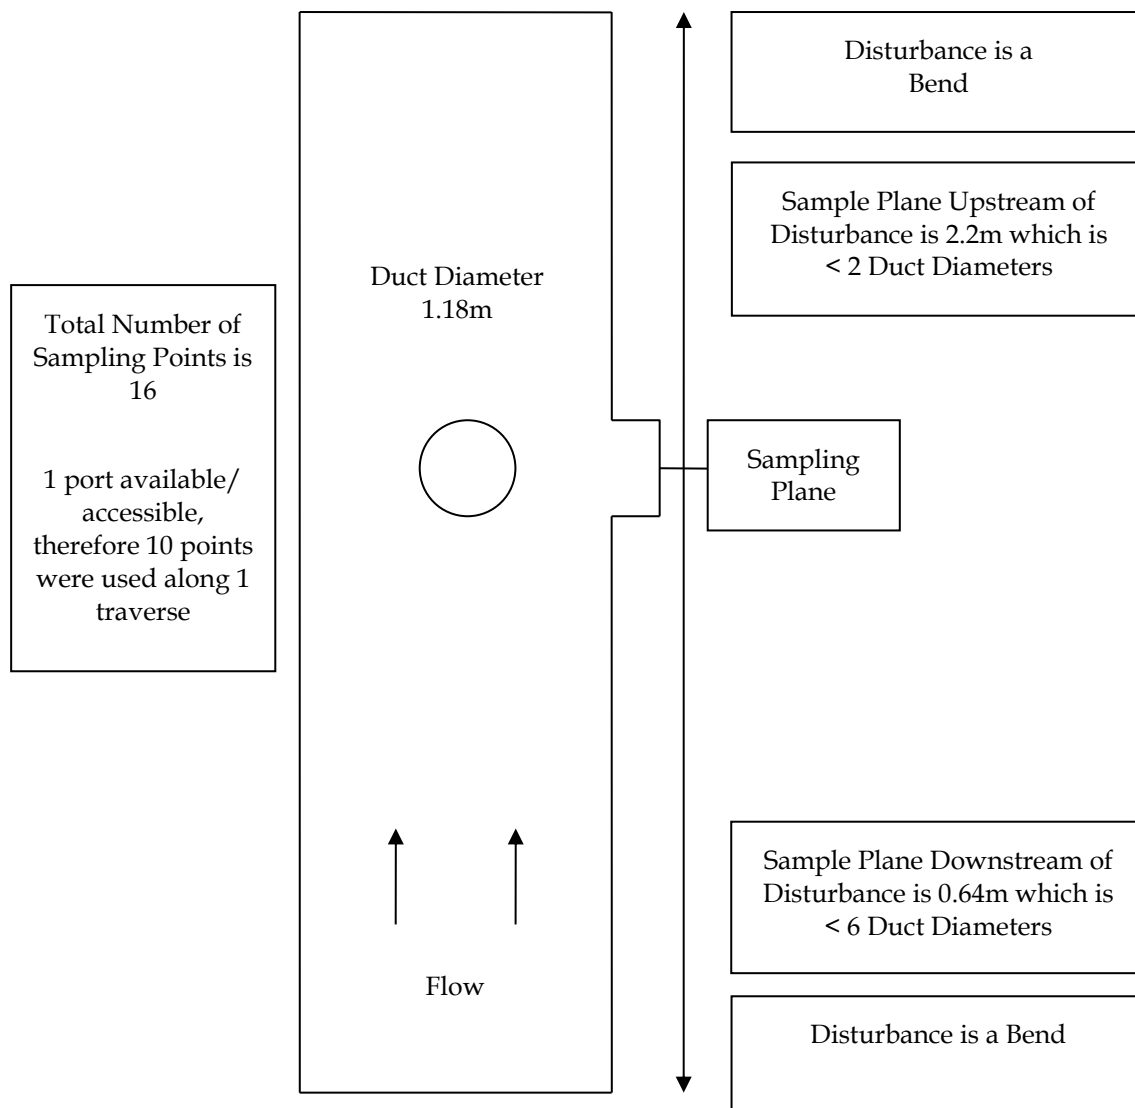 Disturbance is a
Bend
Sample Plane Upstream of
Disturbance is 2.2m which is
< 2 Duct Diameters
Duct Diameter
1.18m
Total Number of
Sampling Points is
16
1 port available/
accessible,
therefore 10 points
were used along 1
traverse
Sampling
Plane
Sample Plane Downstream of
Disturbance is 0.64m which is
< 6 Duct Diameters
Flow
Disturbance is a Bend